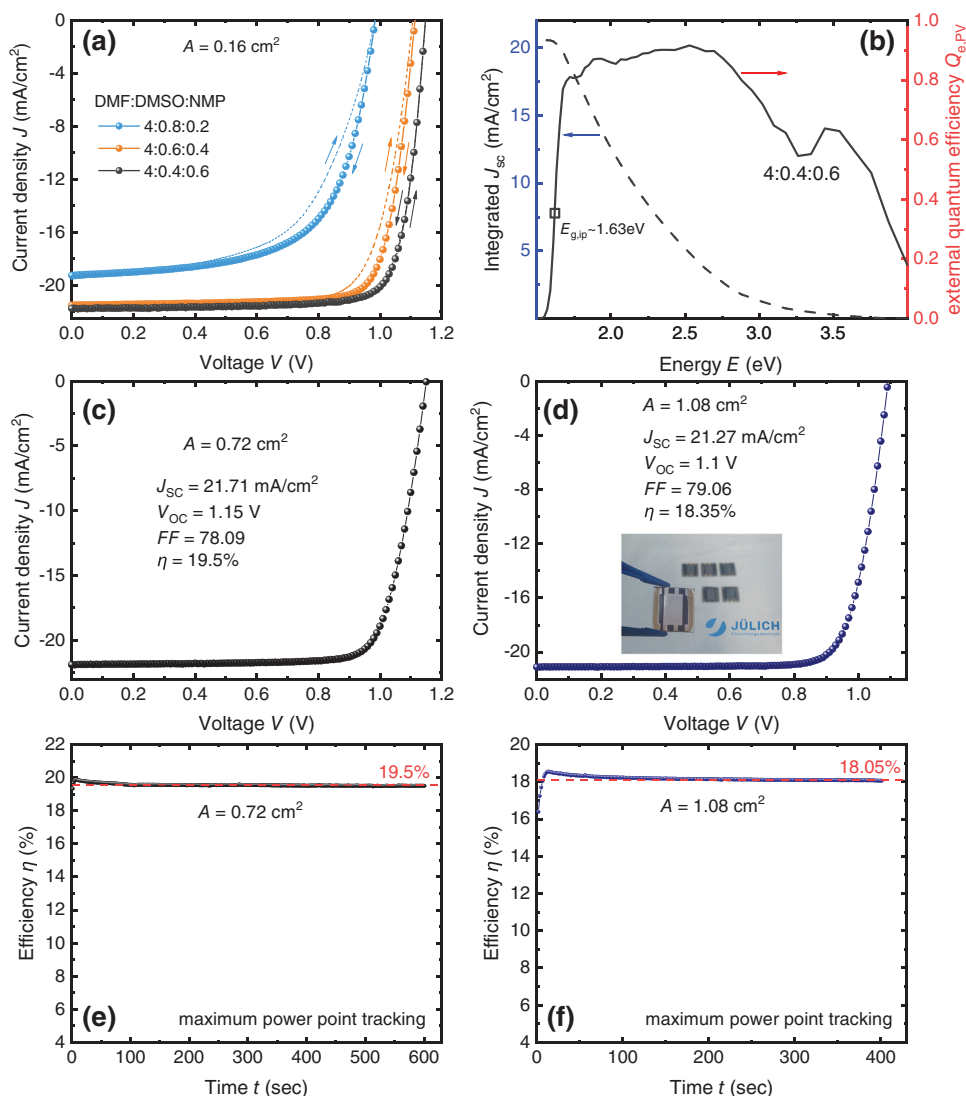 (a)
A = 0.16 cm²
DMF:DMSO:NMP
4:0.8:0.2
4:0.6:0.4
4:0.4:0.6
Current density J (mA/cm²)
0
-4
-8
-12
-16
-20
0.0 0.2 0.4 0.6 0.8 1.0 1.2
Voltage V (V)
(b)
Integrated Jsc (mA/cm²)
20
15
10
5
external quantum efficiency Qe,PV
1.0
0.8
0.6
0.4
0.2
0.0
4:0.4:0.6
Eg,ip~1.63eV
2.0 2.5 3.0 3.5
Energy E (eV)
(c)
A = 0.72 cm²
JSC = 21.71 mA/cm²
VOC = 1.15 V
FF = 78.09
η = 19.5%
Current density J (mA/cm²)
0
-5
-10
-15
-20
0.0 0.2 0.4 0.6 0.8 1.0 1.2
Voltage V (V)
(d)
A = 1.08 cm²
JSC = 21.27 mA/cm²
VOC = 1.1 V
FF = 79.06
η = 18.35%
JÜLICH
Forschungszentrum
Current density J (mA/cm²)
0
-4
-8
-12
-16
-20
0.0 0.2 0.4 0.6 0.8 1.0
Voltage V (V)
(e)
19.5%
A = 0.72 cm²
maximum power point tracking
Efficiency η (%)
22
20
18
16
14
12
10
8
6
4
0 100 200 300 400 500 600
Time t (sec)
(f)
18.05%
A = 1.08 cm²
maximum power point tracking
Efficiency η (%)
20
18
16
14
12
10
8
6
4
0 100 200 300 400
Time t (sec)